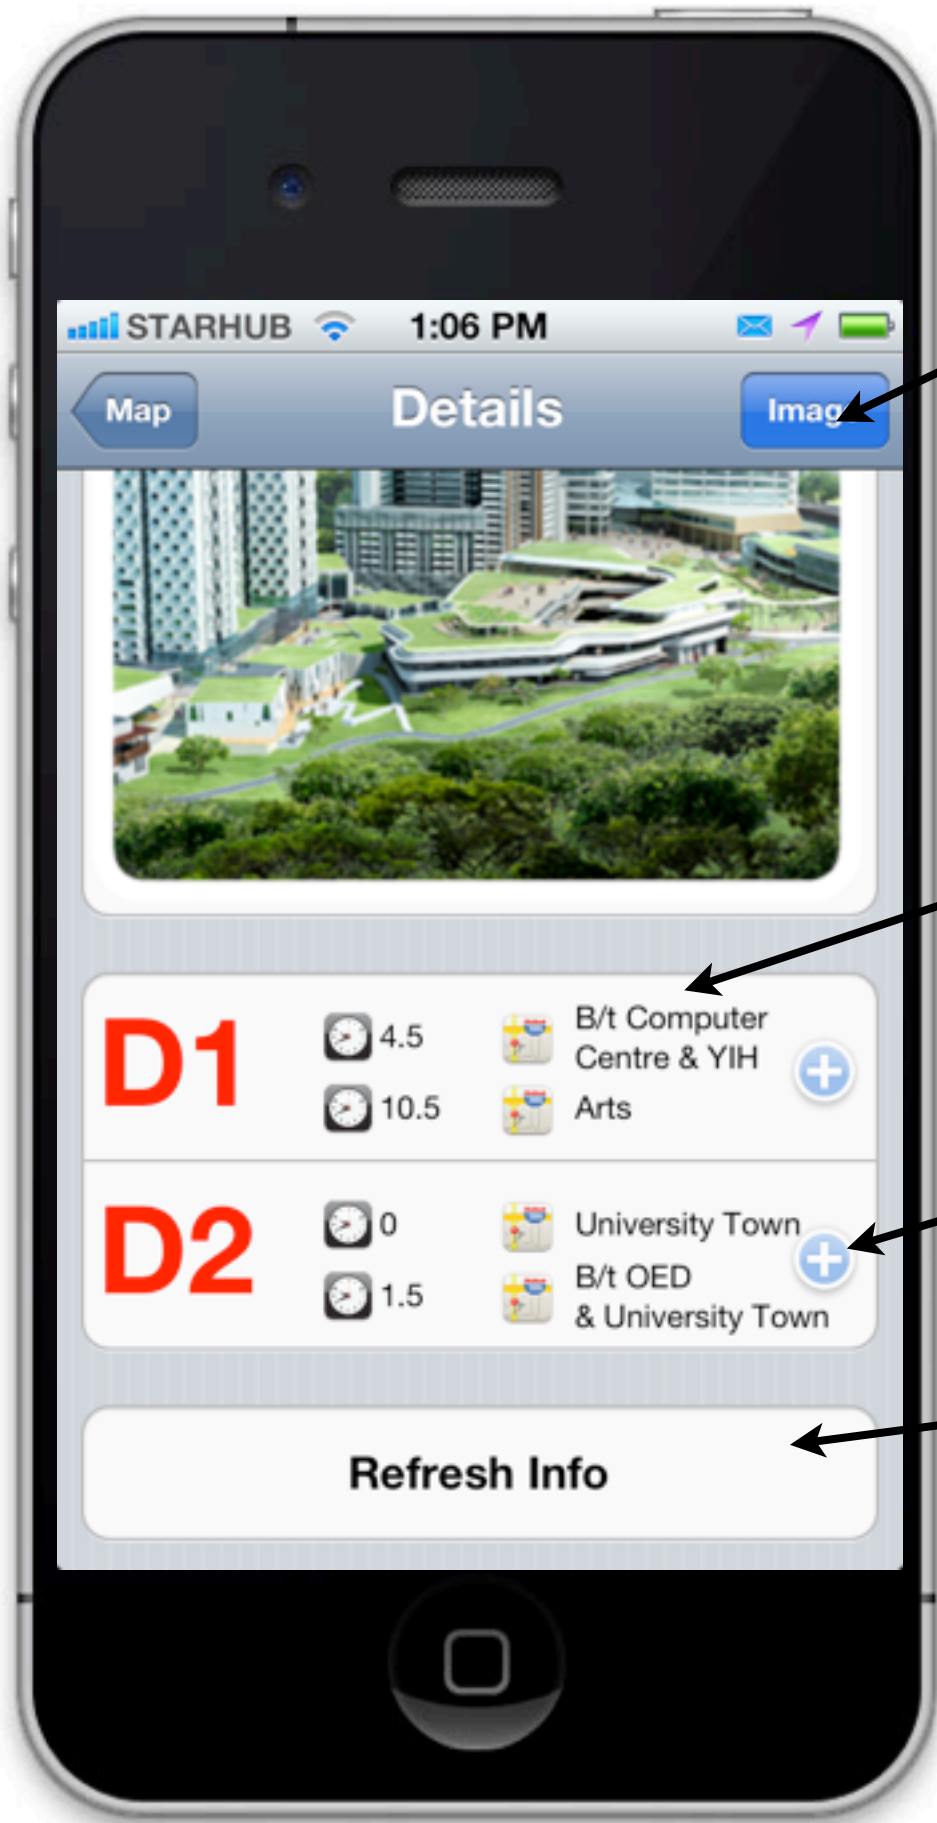 STARHUB 1:06 PM
Map Details Imag
D1
4.5
B/t Computer
Centre & YIH
10.5
Arts
D2
0
University Town
1.5
B/t OED
& University Town
Refresh Info